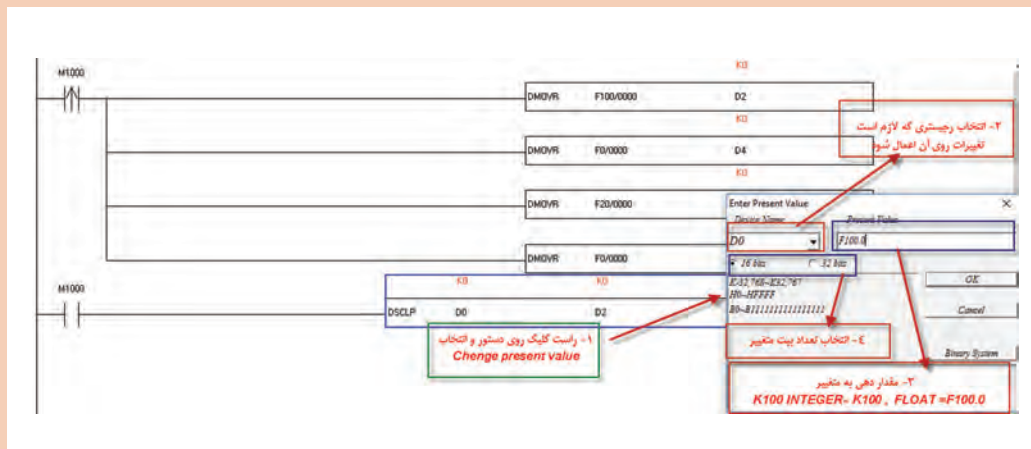 M1000
K0
DMOVR F100/0000 D2
K0
DMOVR F0/0000 D4
K0
DMOVR F20/0000
DMOVR F0/0000
۲- انتخاب رجیستری که لازم است
تغییرات روی آن اعمال شود
Enter Present Value
Device Name Present Value
D0 F100.0
16 bits 32 bits
K-32,768~K32,767
H0~HFFFF
B0~B1111111111111111
OK
Cancel
Binary System
M1000
K0 K0
DSCLP D0 D2
۱- راست کلیک روی دستور و انتخاب
Chenge present value
٤- انتخاب تعداد بیت متغییر
۳- مقدار دهی به متغییر
K100 INTEGER- K100 , FLOAT =F100.0